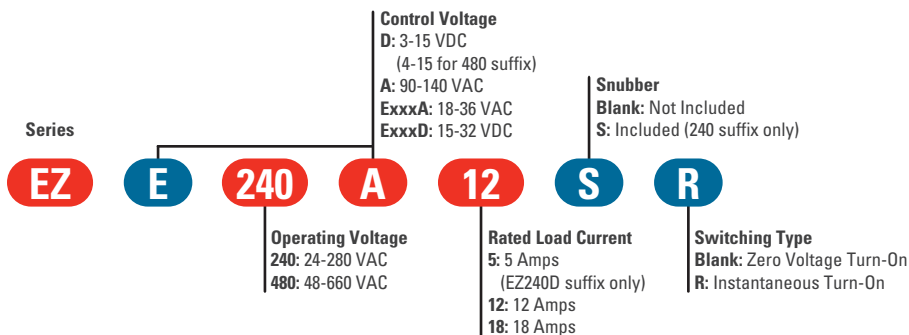 Control Voltage
D: 3-15 VDC
(4-15 for 480 suffix)
A: 90-140 VAC
ExxxA: 18-36 VAC
ExxxD: 15-32 VDC
Snubber
Blank: Not Included
S: Included (240 suffix only)
Series
EZ E 240 A 12 S R
Operating Voltage
240: 24-280 VAC
480: 48-660 VAC
Rated Load Current
5: 5 Amps
(EZ240D suffix only)
12: 12 Amps
18: 18 Amps
Switching Type
Blank: Zero Voltage Turn-On
R: Instantaneous Turn-On